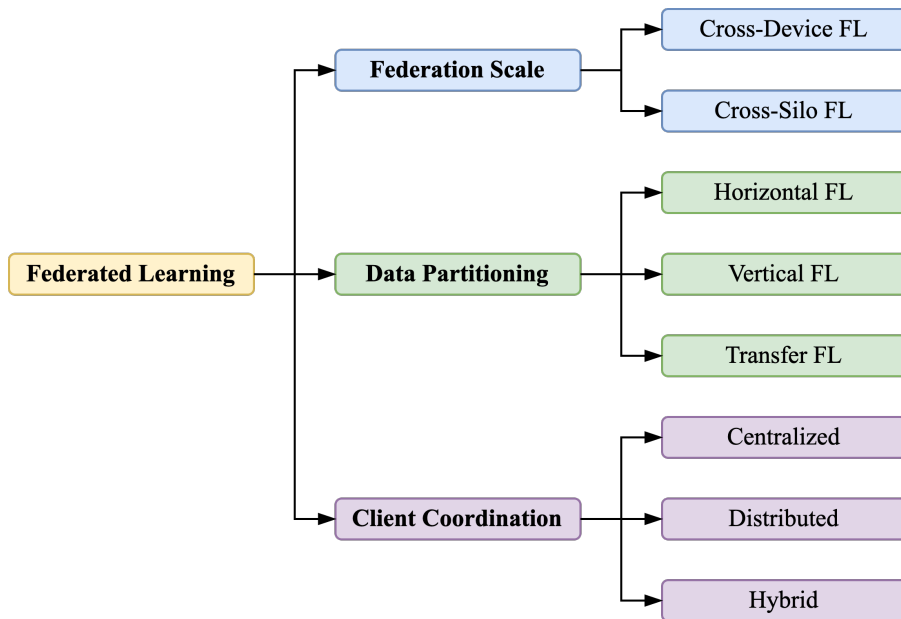 Federated Learning
Federation Scale
Cross-Device FL
Cross-Silo FL
Data Partitioning
Horizontal FL
Vertical FL
Transfer FL
Client Coordination
Centralized
Distributed
Hybrid